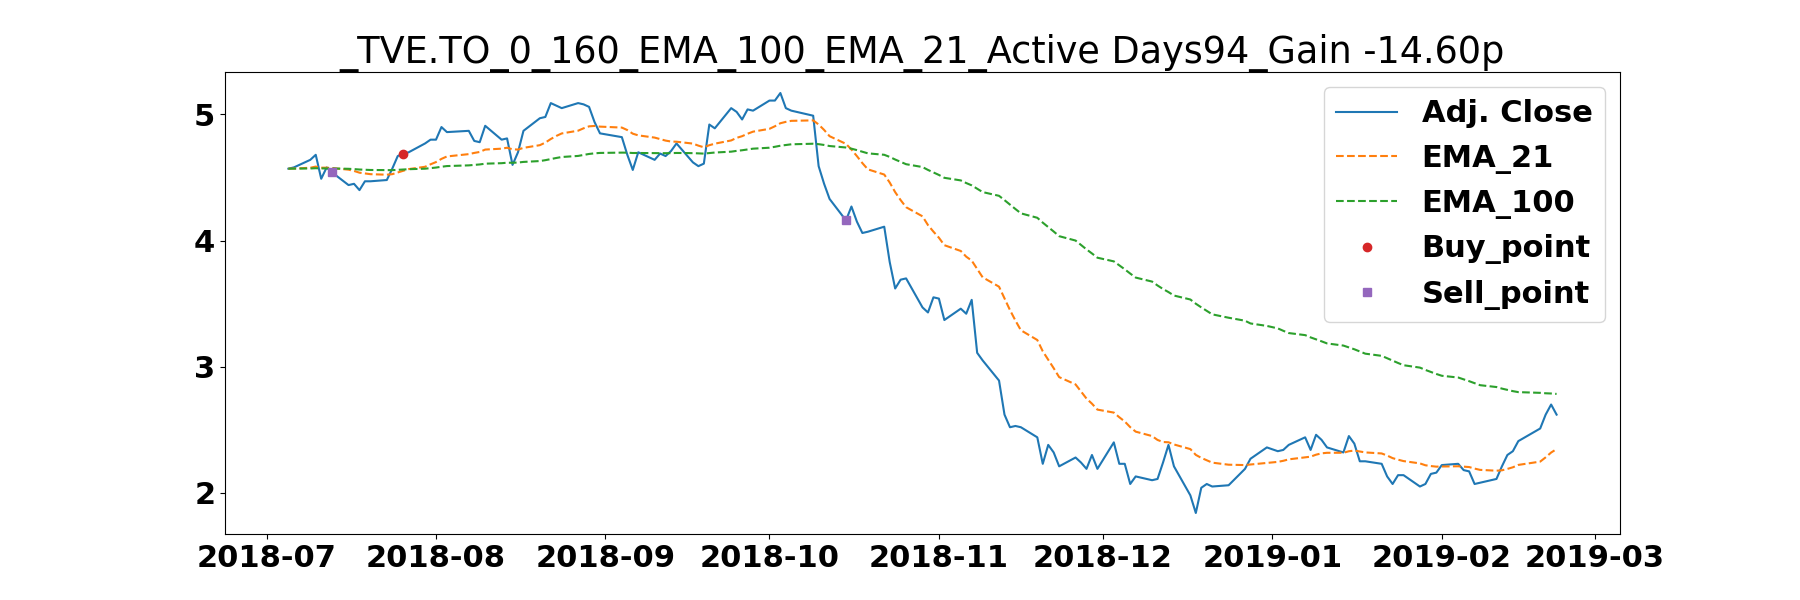 _TVE.TO_0_160_EMA_100_EMA_21_Active Days94_Gain -14.60p
5
4
3
2
Adj. Close
EMA_21
EMA_100
Buy_point
Sell_point
2018-07 2018-08 2018-09 2018-10 2018-11 2018-12 2019-01 2019-02 2019-03